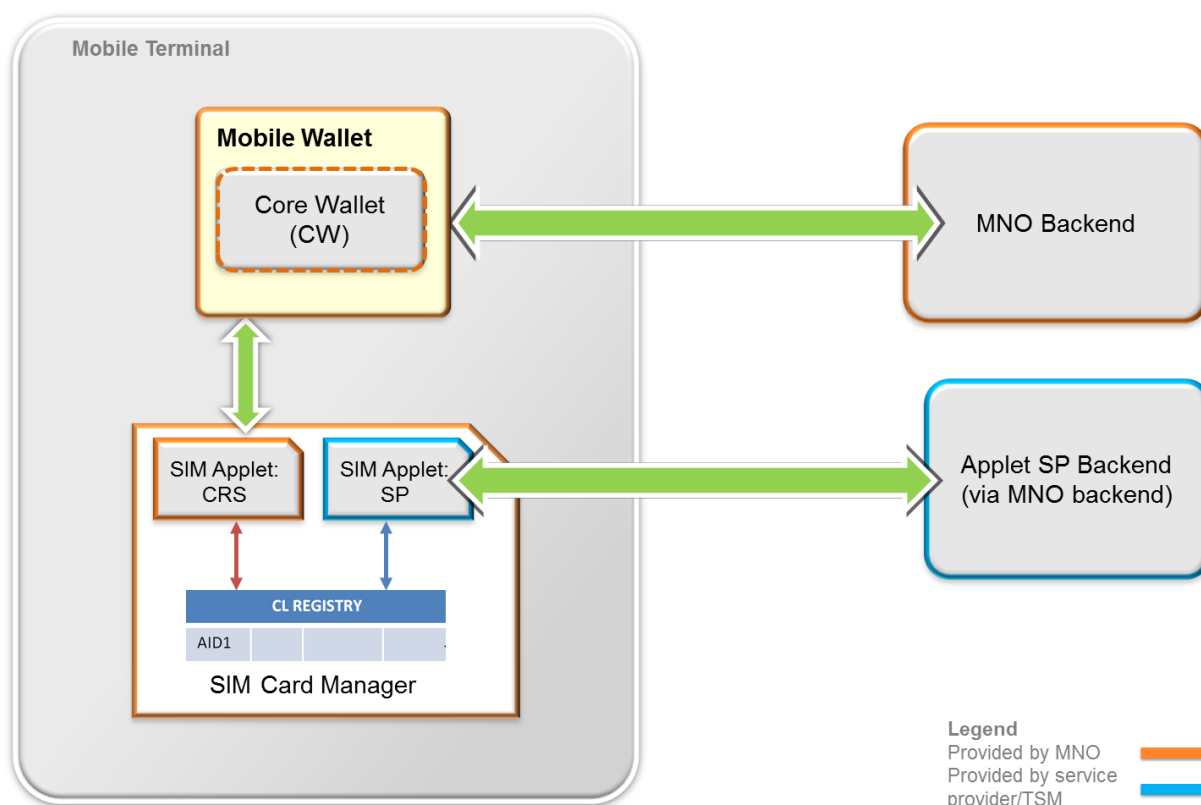 Mobile Terminal
Mobile Wallet
Core Wallet
(CW)
MNO Backend
SIM Applet:
CRS
SIM Applet:
SP
Applet SP Backend
(via MNO backend)
CL REGISTRY
AID1
SIM Card Manager
Legend
Provided by MNO
Provided by service
provider/TSM